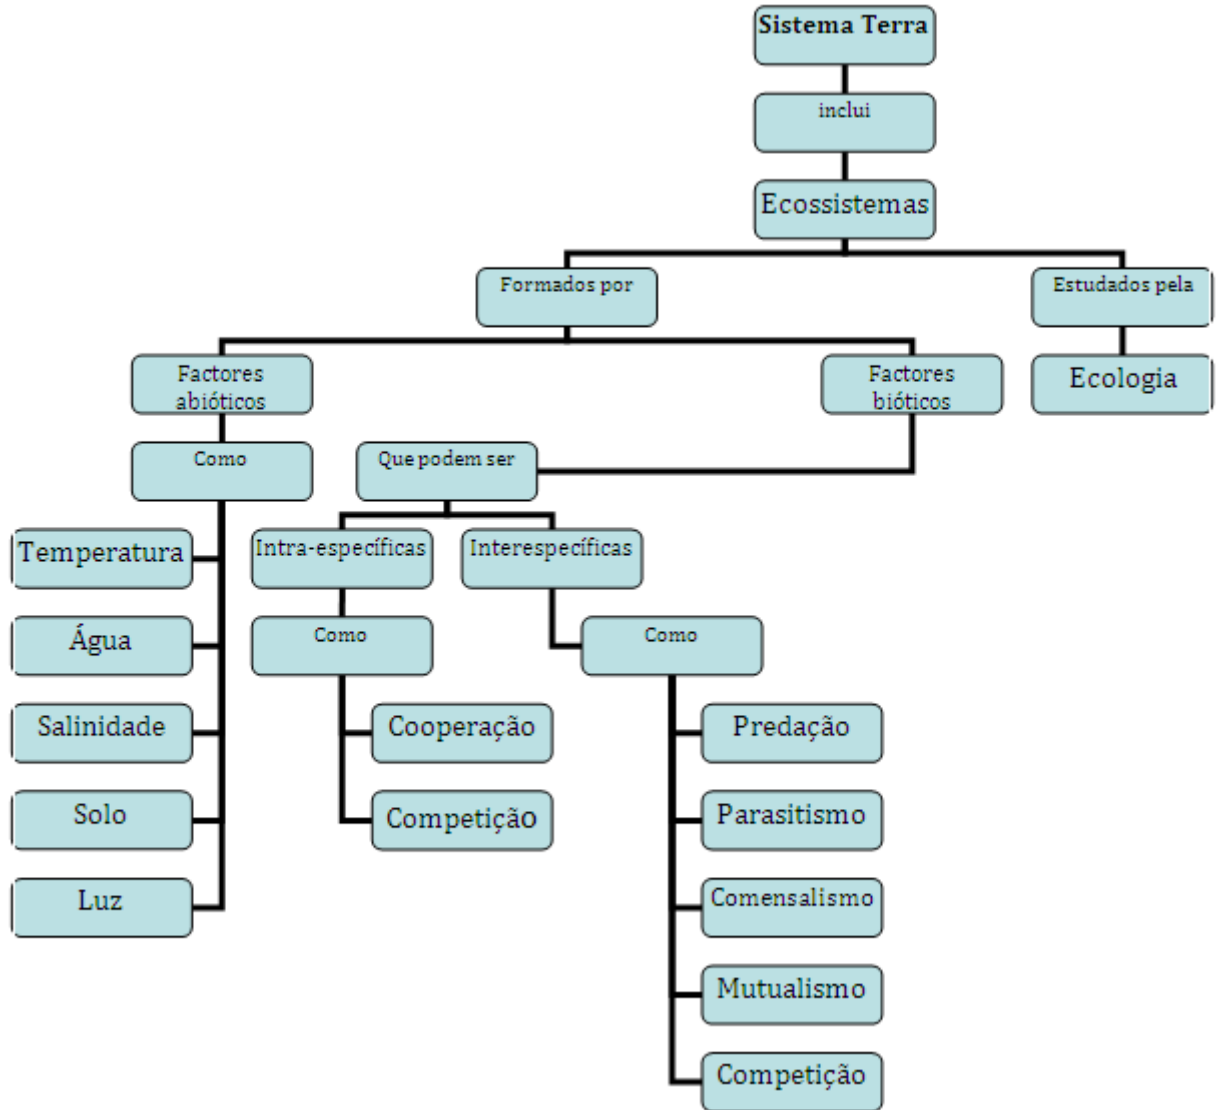 Sistema Terra
inclui
Ecossistemas
Formados por
Estudados pela
Factores
abióticos
Factores
bióticos
Ecologia
Como
Que podem ser
Temperatura
Intra-específicas
Interespecíficas
Água
Como
Como
Salinidade
Cooperação
Predação
Solo
Competição
Parasitismo
Luz
Comensalismo
Mutualismo
Competição